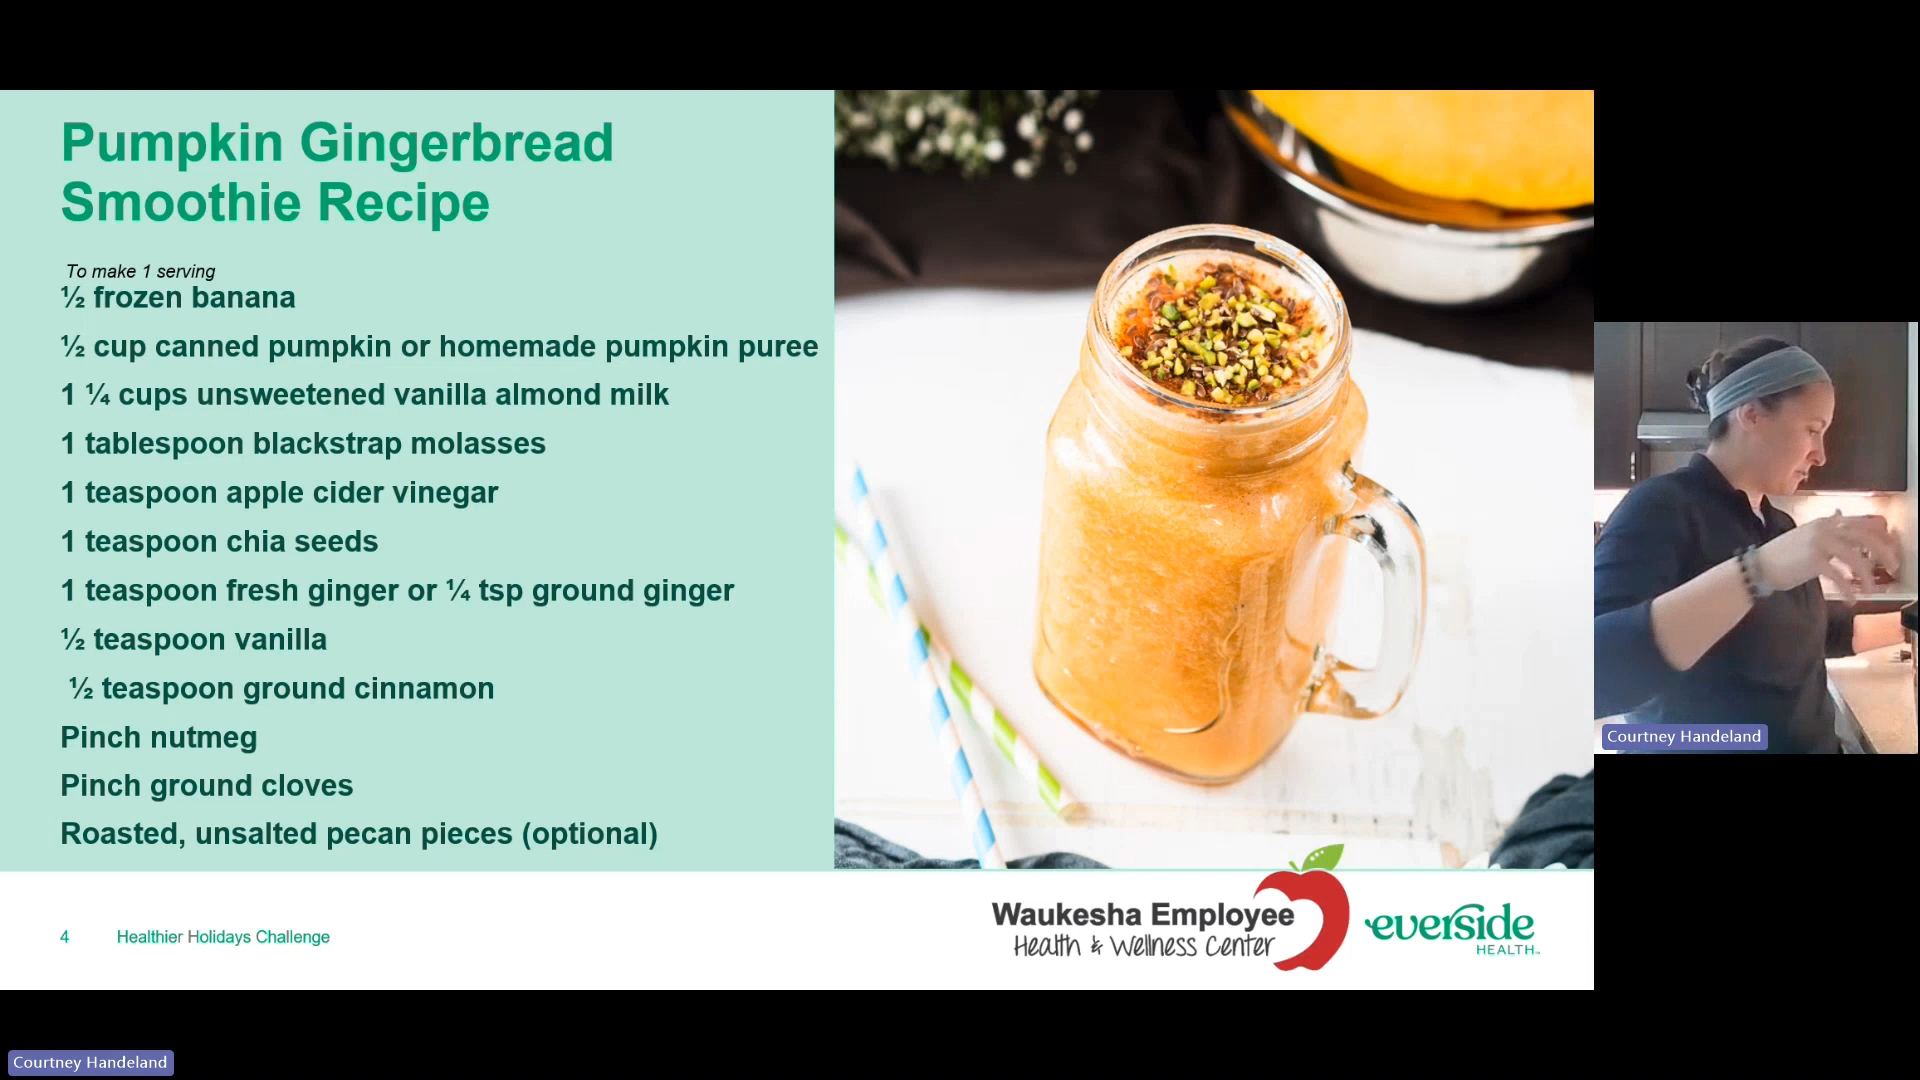 Pumpkin Gingerbread
Smoothie Recipe
To make 1 serving
½ frozen banana
½ cup canned pumpkin or homemade pumpkin puree
1 ¼ cups unsweetened vanilla almond milk
1 tablespoon blackstrap molasses
1 teaspoon apple cider vinegar
1 teaspoon chia seeds
1 teaspoon fresh ginger or ¼ tsp ground ginger
½ teaspoon vanilla
½ teaspoon ground cinnamon
Pinch nutmeg
Pinch ground cloves
Roasted, unsalted pecan pieces (optional)
4 Healthier Holidays Challenge
Waukesha Employee
Health & Wellness Center
everside
HEALTH™
Courtney Handeland
Courtney Handeland